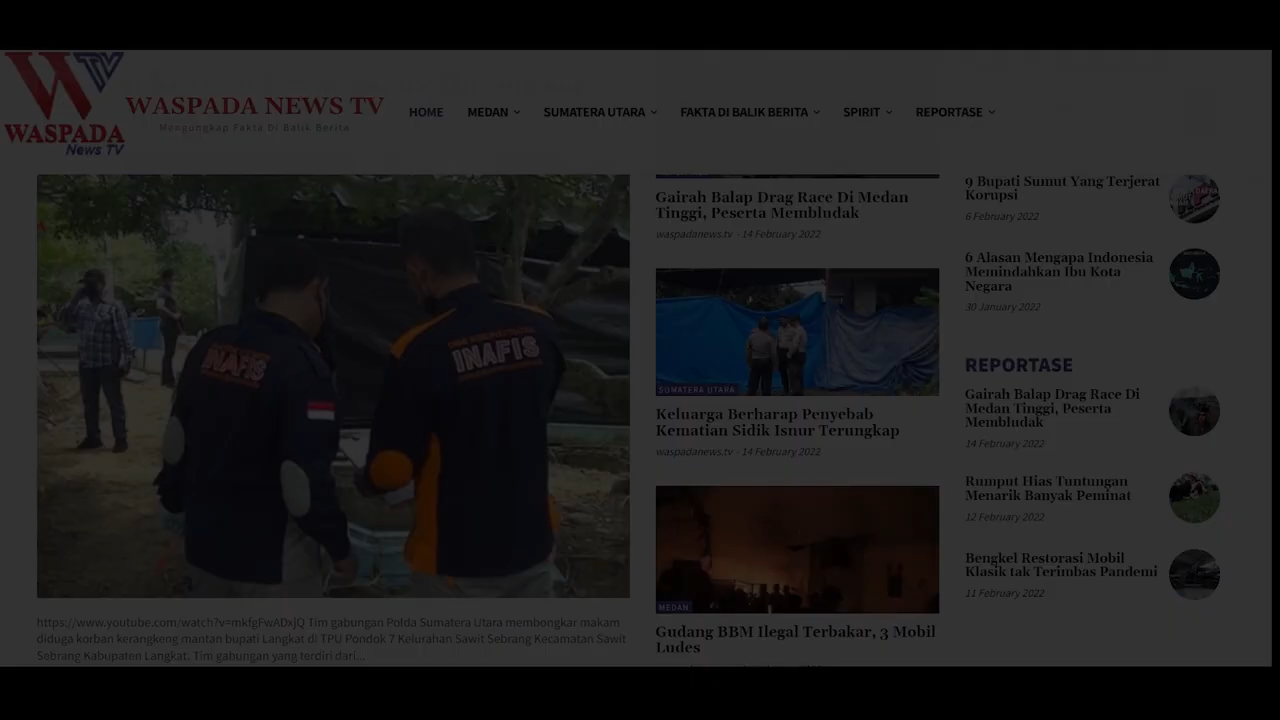 WASPADA
News TV
WASPADA NEWS TV
Mengungkap Fakta Di Balik Berita
HOME MEDAN SUMATERA UTARA FAKTA DI BALIK BERITA SPIRIT REPORTASE
INAFIS
INAFIS
https://www.youtube.com/watch?v=mkfgFwADxJQ Tim gabungan Polda Sumatera Utara membongkar makam
diduga korban kerangkeng mantan bupati Langkat di TPU Pondok 7 Kelurahan Sawit Sebrang Kecamatan Sawit
Sebrang Kabupaten Langkat. Tim gabungan yang terdiri dari...
Gairah Balap Drag Race Di Medan
Tinggi, Peserta Membludak
waspadanews.tv - 14 February 2022
SUMATERA UTARA
Keluarga Berharap Penyebab
Kematian Sidik Isnur Terungkap
waspadanews.tv - 14 February 2022
MEDAN
Gudang BBM Ilegal Terbakar, 3 Mobil
Ludes
9 Bupati Sumut Yang Terjerat
Korupsi
6 February 2022
6 Alasan Mengapa Indonesia
Memindahkan Ibu Kota
Negara
30 January 2022
REPORTASE
Gairah Balap Drag Race Di
Medan Tinggi, Peserta
Membludak
14 February 2022
Rumput Hias Tuntungan
Menarik Banyak Peminat
12 February 2022
Bengkel Restorasi Mobil
Klasik tak Terimbas Pandemi
11 February 2022